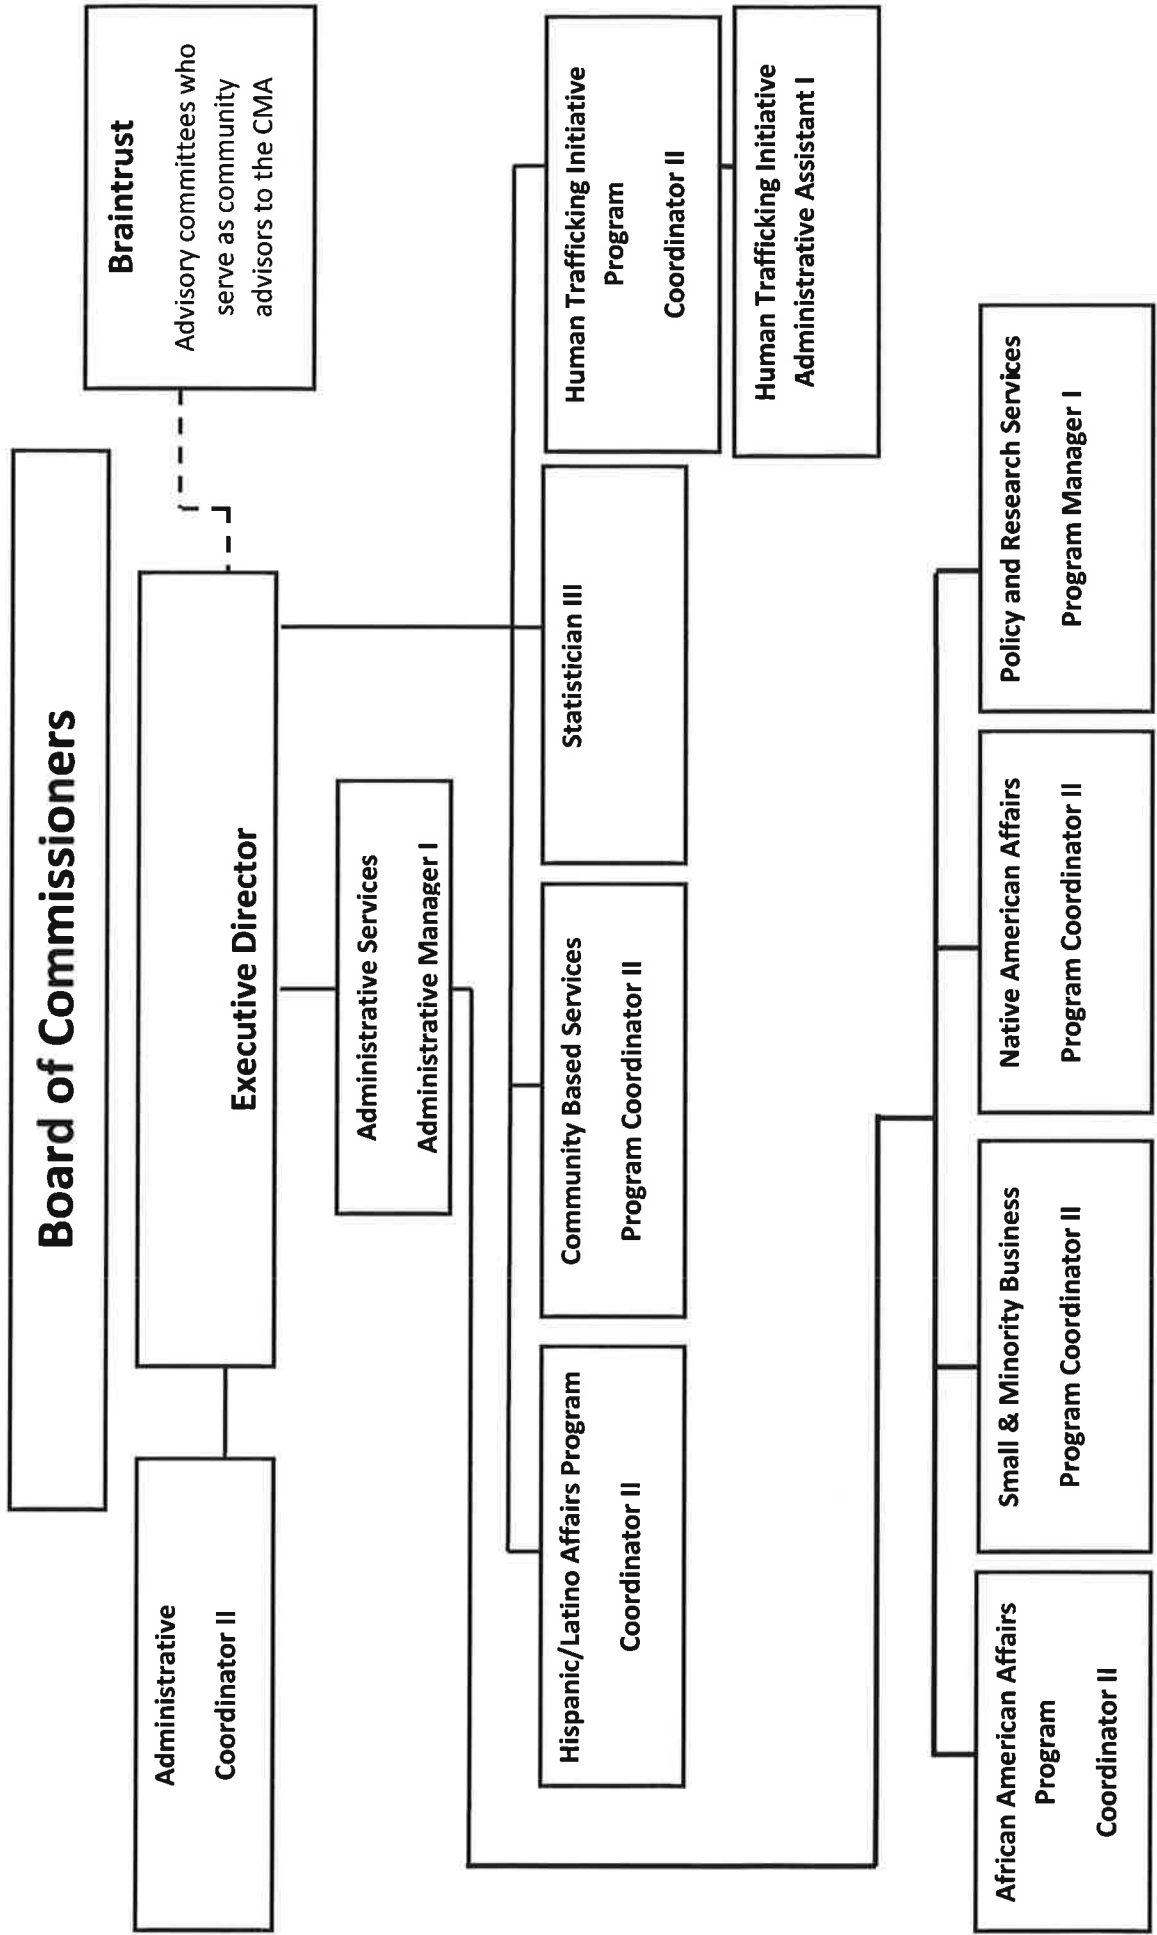 Board of Commissioners
Braintrust
Advisory committees who
serve as community
advisors to the CMA
Administrative
Coordinator II
Executive Director
Administrative Services
Administrative Manager I
Hispanic/Latino Affairs Program
Coordinator II
Community Based Services
Program Coordinator II
Statistician III
Human Trafficking Initiative
Program
Coordinator II
Human Trafficking Initiative
Administrative Assistant I
African American Affairs
Program
Coordinator II
Small & Minority Business
Program Coordinator II
Native American Affairs
Program Coordinator II
Policy and Research Services
Program Manager I